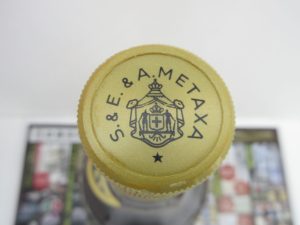 S. & E. & A. METAXA